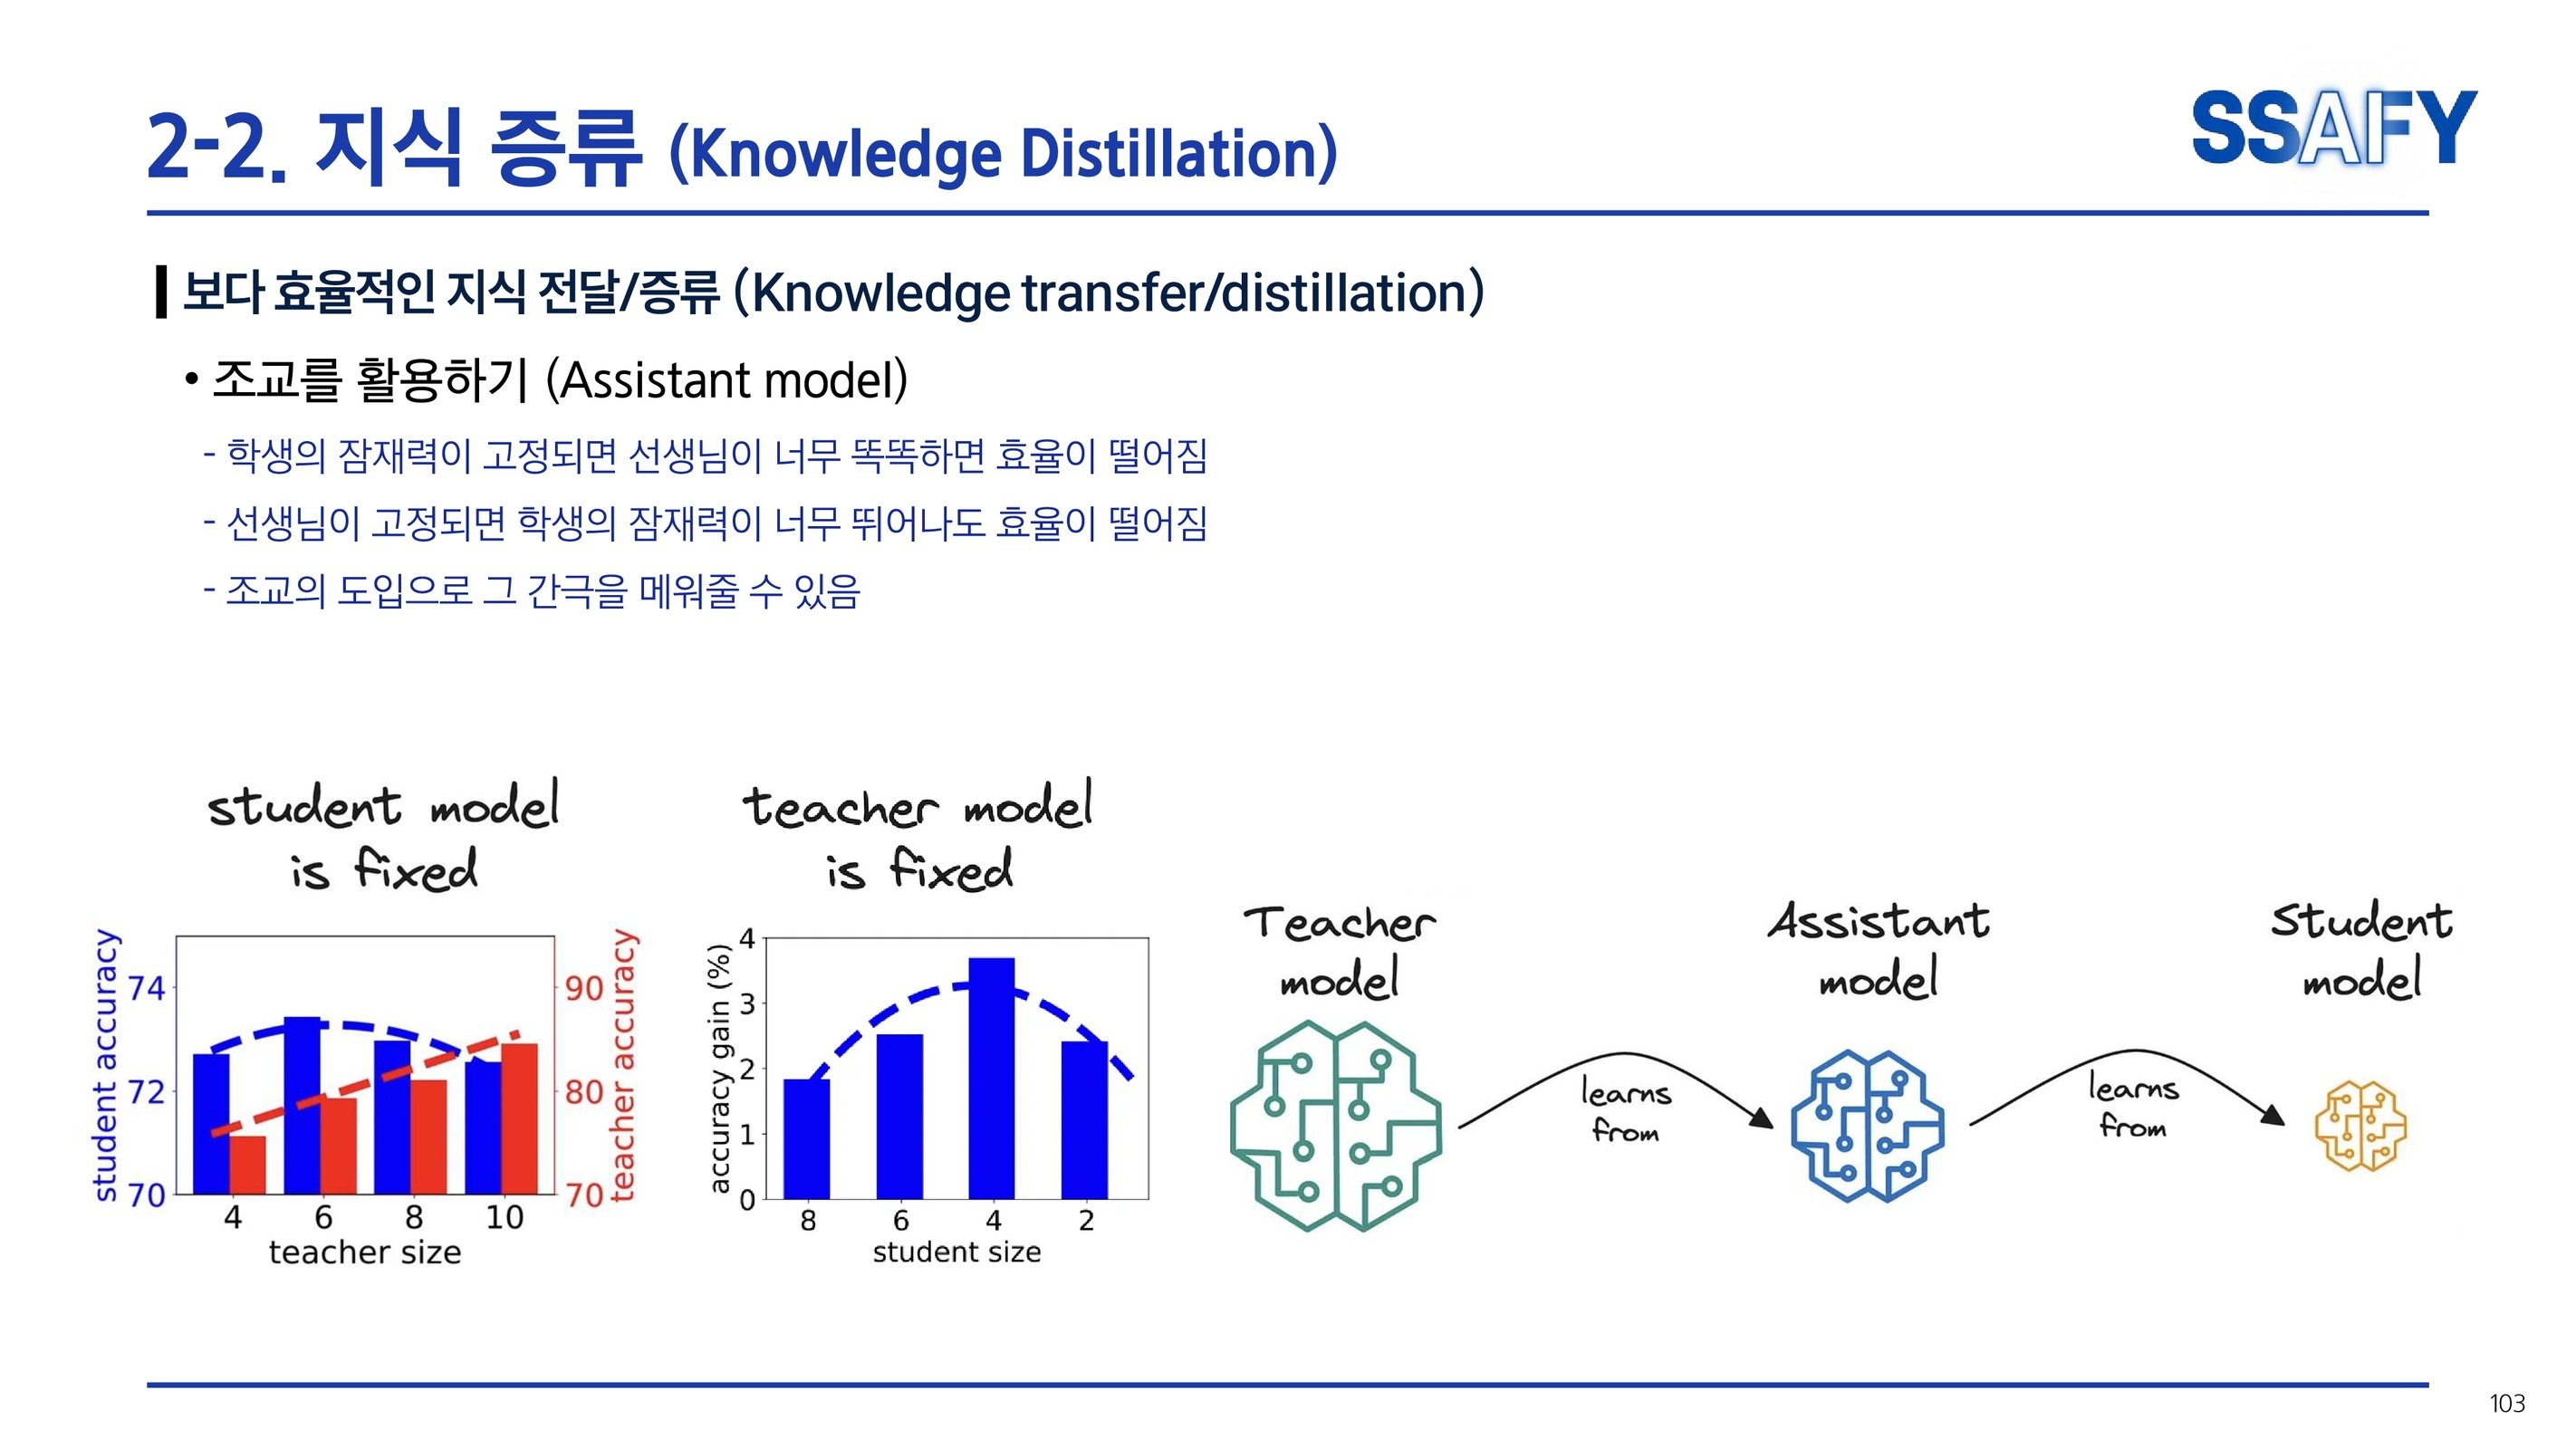 2-2. 지식 증류 (Knowledge Distillation)
SSAFY
보다 효율적인 지식 전달/증류 (Knowledge transfer/distillation)
• 조교를 활용하기 (Assistant model)
- 학생의 잠재력이 고정되면 선생님이 너무 똑똑하면 효율이 떨어짐
- 선생님이 고정되면 학생의 잠재력이 너무 뛰어나도 효율이 떨어짐
- 조교의 도입으로 그 간극을 메워줄 수 있음
student model
is fixed
student accuracy
74
72
70
teacher accuracy
90
80
70
4 6 8 10
teacher size
teacher model
is fixed
accuracy gain (%)
4
3
2
1
0
8 6 4 2
student size
Teacher
model
learns
from
Assistant
model
learns
from
Student
model
103